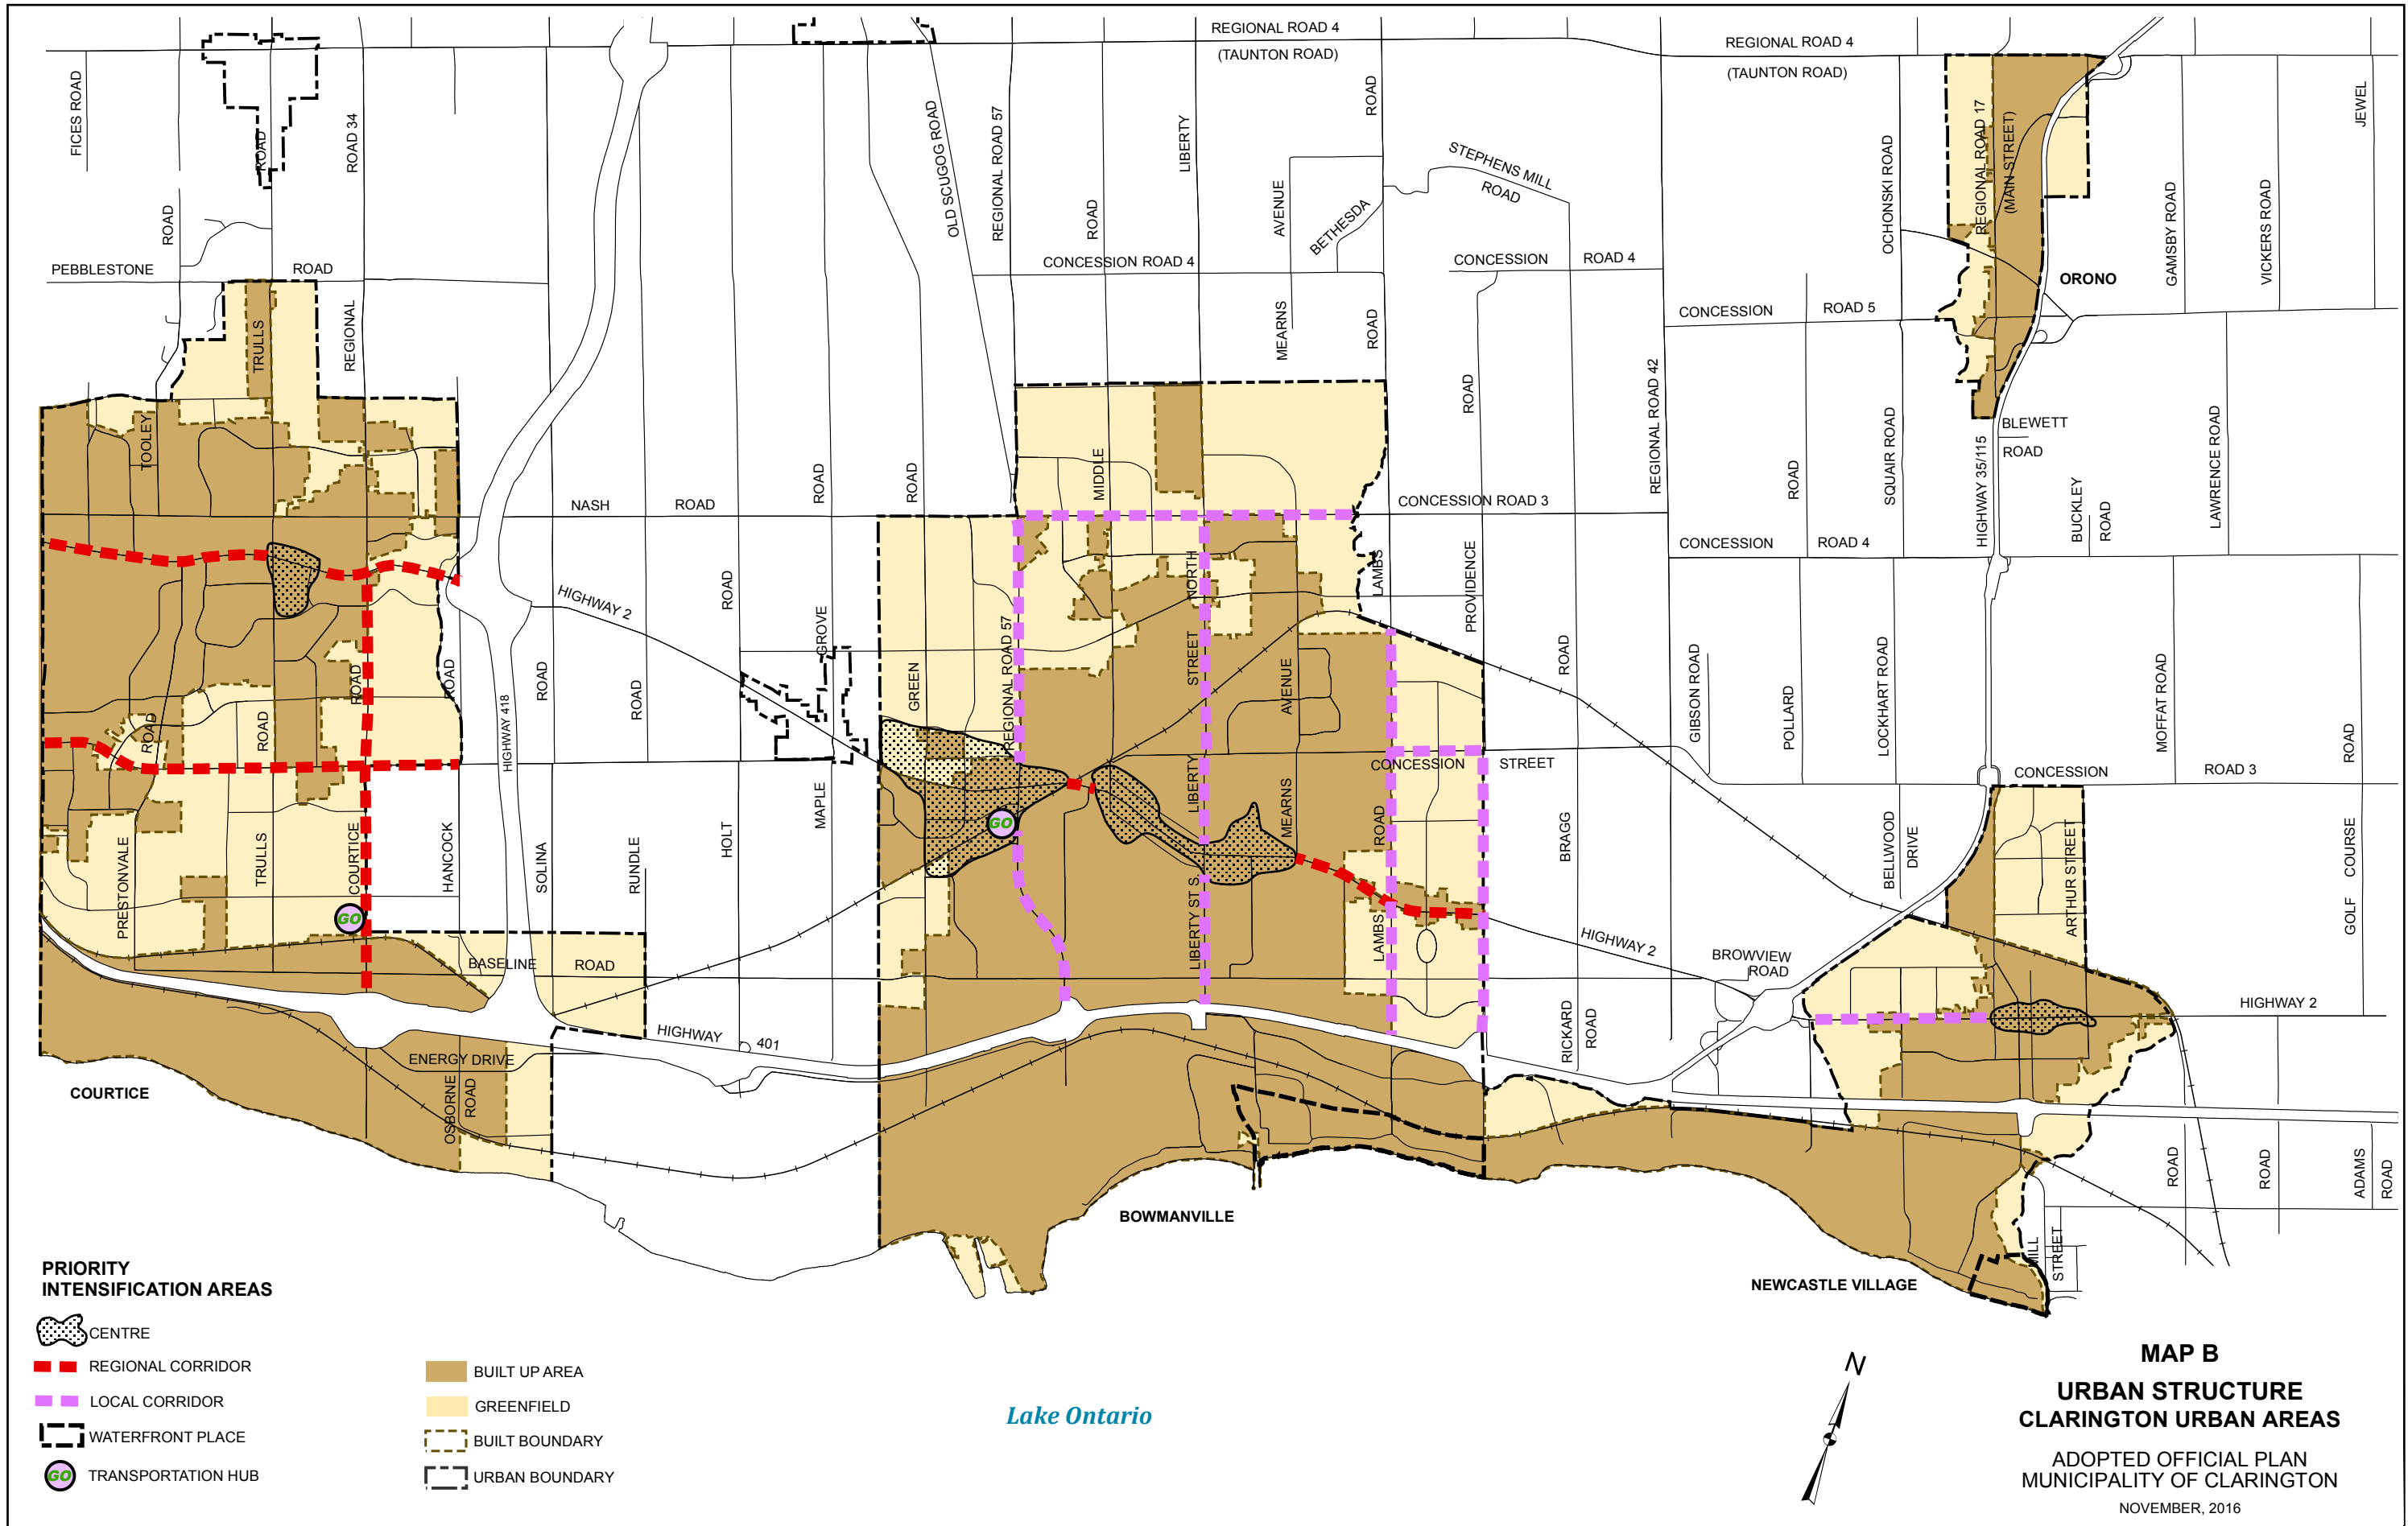 REGIONAL ROAD 4
(TAUNTON ROAD)
REGIONAL ROAD 4
(TAUNTON ROAD)
FICES ROAD
ROAD
ROAD
ROAD 34
OLD SCUGOG ROAD
REGIONAL ROAD 57
LIBERTY
ROAD
ROAD
AVENUE
BETHESDA
STEPHENS MILL
ROAD
OCHONSKI ROAD
REGIONAL ROAD 17
(MAIN STREET)
JEWEL
GAMSBY ROAD
VICKERS ROAD
PEBBLESTONE
ROAD
CONCESSION ROAD 4
CONCESSION
ROAD 4
ORONO
CONCESSION
ROAD 5
TRULLS
REGIONAL
MEARNS
ROAD
ROAD
REGIONAL ROAD 42
TOOLEY
MIDDLE
SQUAIR ROAD
BLEWETT
ROAD
HIGHWAY 35/115
LAWRENCE ROAD
NASH
ROAD
ROAD
ROAD
CONCESSION ROAD 3
ROAD
BUCKLEY
ROAD
CONCESSION
ROAD 4
HIGHWAY 2
ROAD
GROVE
NORTH
LAMBS
PROVIDENCE
ROAD
ROAD
ROAD
ROAD
ROAD
ROAD
ROAD
HIGHWAY 418
GREEN
REGIONAL ROAD 57
STREET
AVENUE
ROAD
GIBSON ROAD
POLLARD
LOCKHART ROAD
MOFFAT ROAD
ROAD
CONCESSION
STREET
CONCESSION
ROAD 3
PRESTONVALE
TRULLS
COURTICE
HANCOCK
SOLINA
RUNDLE
HOLT
MAPLE
GO
LIBERTY
MEARNS
ROAD
BRAGG
BELLWOOD
DRIVE
ARTHUR STREET
GOLF COURSE
GO
LIBERTY ST S.
LAMBS
HIGHWAY 2
BROWVIEW
ROAD
BASELINE
ROAD
HIGHWAY 2
HIGHWAY
401
RICKARD
ROAD
ENERGY DRIVE
OSBORNE
ROAD
COURTICE
BOWMANVILLE
NEWCASTLE VILLAGE
MILL
STREET
ROAD
ROAD
ADAMS
ROAD
PRIORITY
INTENSIFICATION AREAS
CENTRE
REGIONAL CORRIDOR
LOCAL CORRIDOR
WATERFRONT PLACE
GO
TRANSPORTATION HUB
BUILT UP AREA
GREENFIELD
BUILT BOUNDARY
URBAN BOUNDARY
Lake Ontario
N
MAP B
URBAN STRUCTURE
CLARINGTON URBAN AREAS
ADOPTED OFFICIAL PLAN
MUNICIPALITY OF CLARINGTON
NOVEMBER, 2016